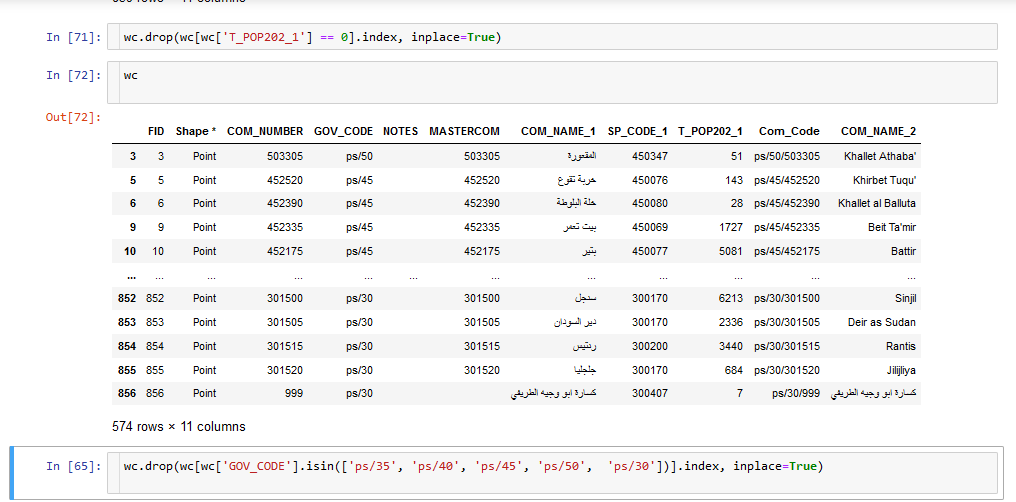 In [71]: wc.drop(wc[wc['T_POP202_1'] == 0].index, inplace=True)
In [72]: wc
Out[72]:
FID Shape * COM_NUMBER GOV_CODE NOTES MASTERCOM COM_NAME_1 SP_CODE_1 T_POP202_1 Com_Code COM_NAME_2
3 3 Point 503305 ps/50 503305 المقمورة 450347 51 ps/50/503305 Khallet Athaba'
5 5 Point 452520 ps/45 452520 خربة تقوع 450076 143 ps/45/452520 Khirbet Tuqu'
6 6 Point 452390 ps/45 452390 خلة البلوطة 450080 28 ps/45/452390 Khallet al Balluta
9 9 Point 452335 ps/45 452335 بيت تعمر 450069 1727 ps/45/452335 Beit Ta'mir
10 10 Point 452175 ps/45 452175 بتير 450077 5081 ps/45/452175 Battir
... ... ... ... ... ... ... ... ... ... ... ...
852 852 Point 301500 ps/30 301500 سنجل 300170 6213 ps/30/301500 Sinjil
853 853 Point 301505 ps/30 301505 دير السودان 300170 2336 ps/30/301505 Deir as Sudan
854 854 Point 301515 ps/30 301515 رنتيس 300200 3440 ps/30/301515 Rantis
855 855 Point 301520 ps/30 301520 جلجليا 300170 684 ps/30/301520 Jilijliya
856 856 Point 999 ps/30 كسارة ابو وجيه الطريفي 300407 7 ps/30/999 كسارة ابو وجيه الطريفي
574 rows × 11 columns
In [65]: wc.drop(wc[wc['GOV_CODE'].isin(['ps/35', 'ps/40', 'ps/45', 'ps/50', 'ps/30'])].index, inplace=True)